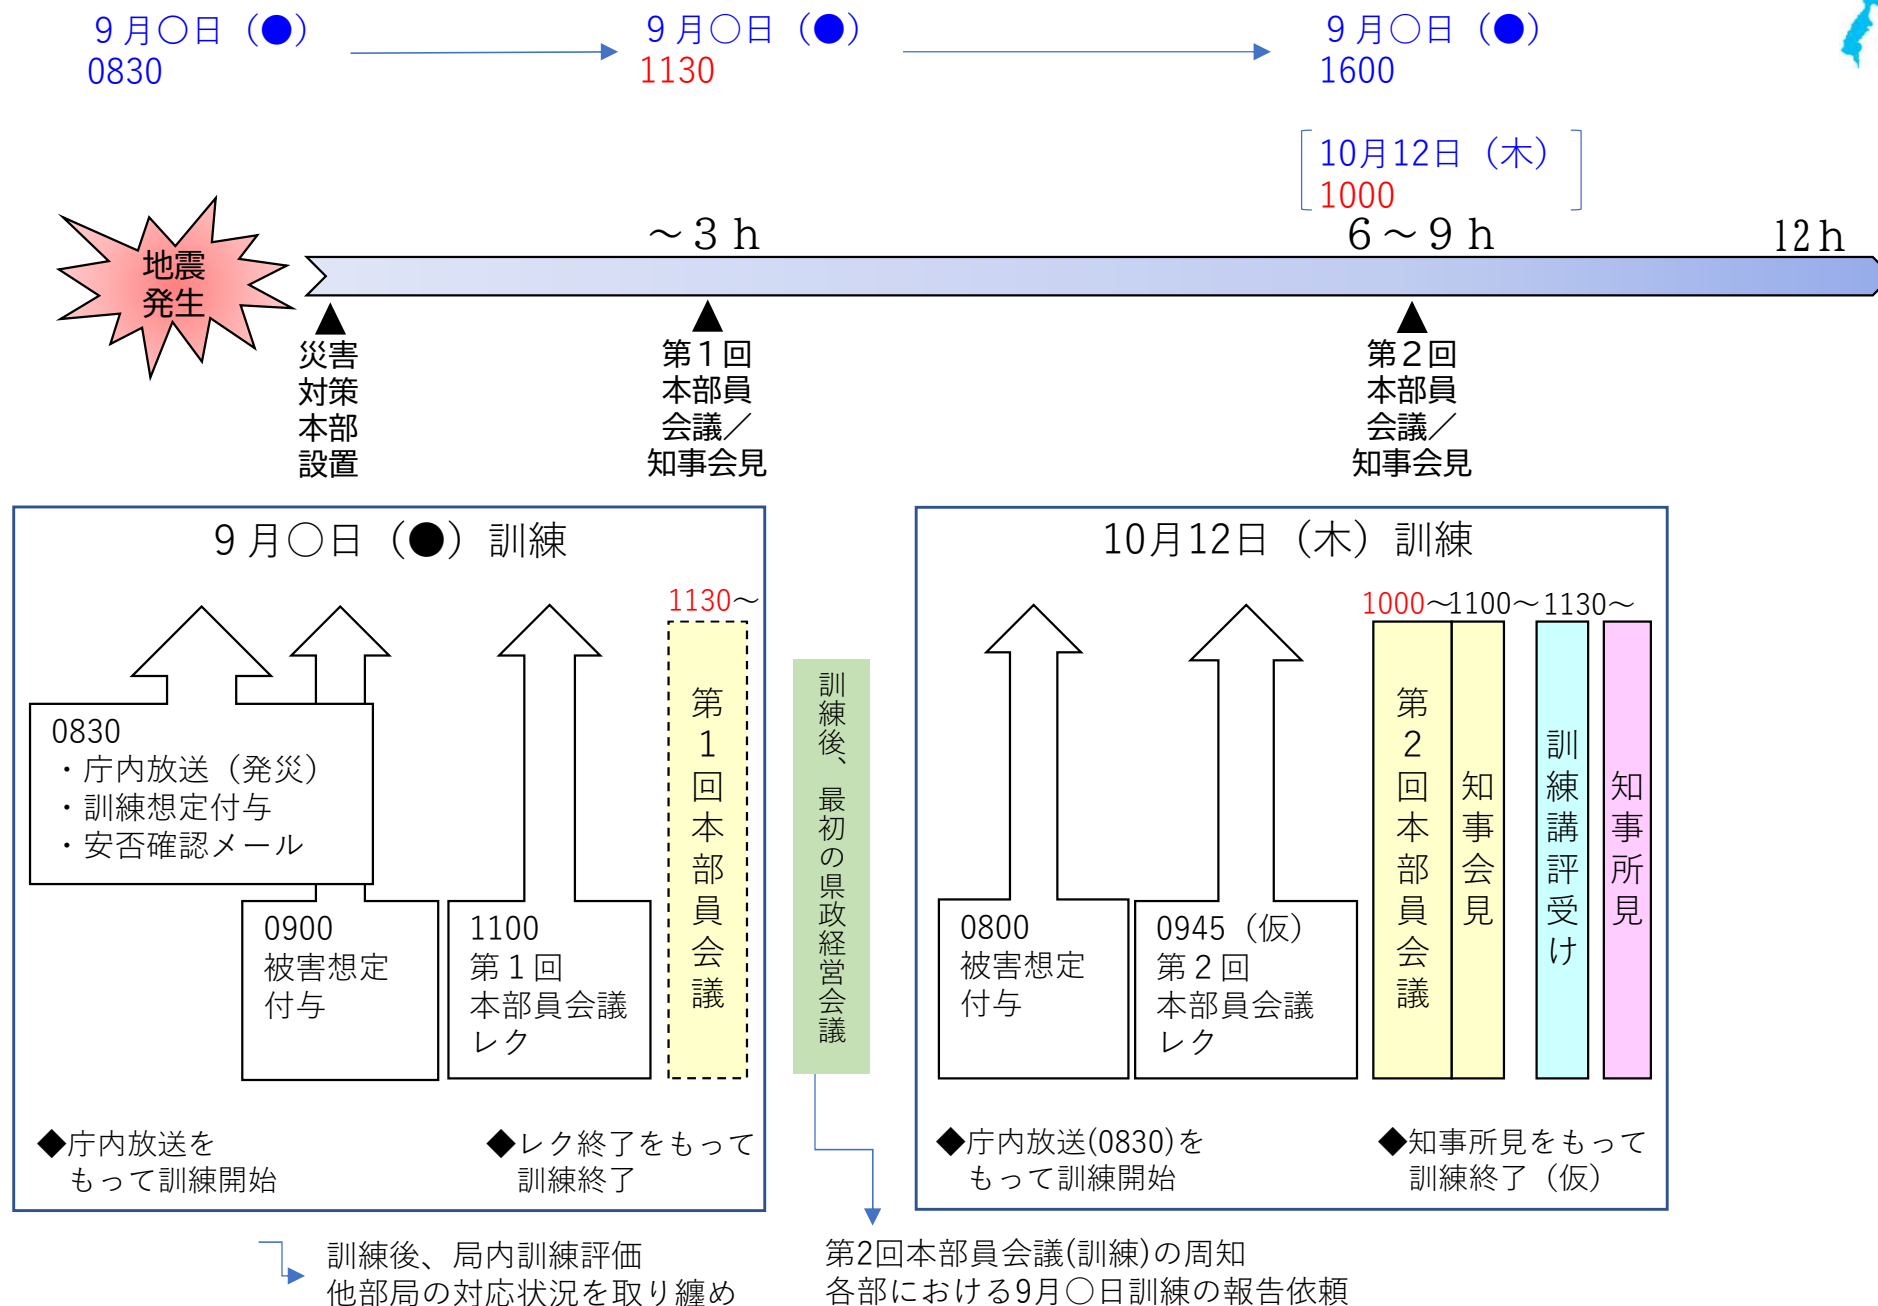 9月〇日（●）
0830
9月〇日（●）
1130
9月〇日（●）
1600
10月12日（木）
1000
地震
発生
～３ｈ
６～９ｈ
12ｈ
災害
対策
本部
設置
第１回
本部員
会議／
知事会見
第２回
本部員
会議／
知事会見
9月〇日（●）訓練
1130～
0830
・庁内放送（発災）
・訓練想定付与
・安否確認メール
0900
被害想定
付与
1100
第１回
本部員会議
レク
第１回本部員会議
◆庁内放送を
もって訓練開始
◆レク終了をもって
訓練終了
訓練後、最初の県政経営会議
10月12日（木）訓練
1000～
1100～
1130～
0800
被害想定
付与
0945（仮）
第２回
本部員会議
レク
第２回本部員会議
知事会見
訓練講評受け
知事所見
◆庁内放送(0830)を
もって訓練開始
◆知事所見をもって
訓練終了（仮）
訓練後、局内訓練評価
他部局の対応状況を取り纏め
第2回本部員会議(訓練)の周知
各部における9月〇日訓練の報告依頼